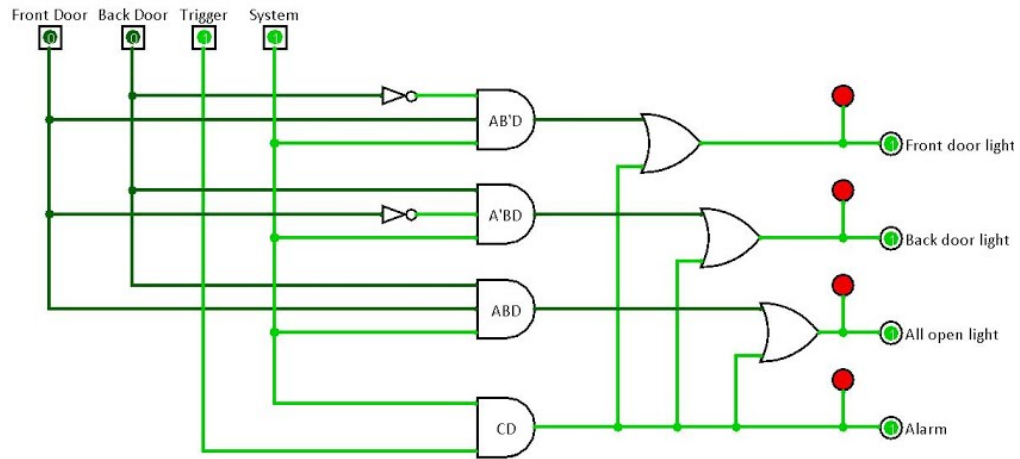 Front Door Back Door Trigger System
0 0 1 1
AB'D
1 Front door light
A'BD
1 Back door light
ABD
1 All open light
CD
1 Alarm